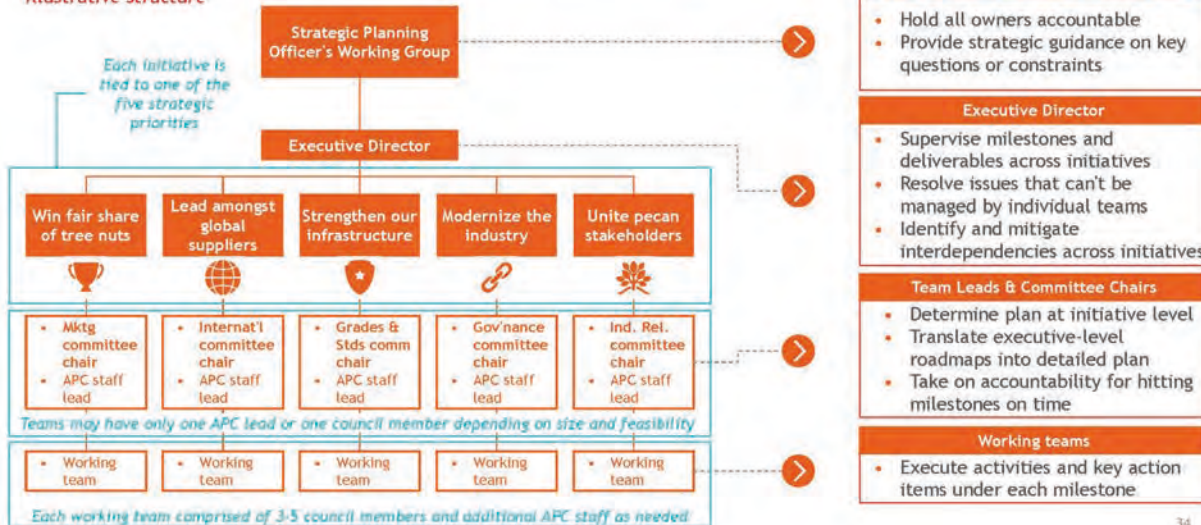 Illustrative structure
Strategic Planning
Officer's Working Group
Each initiative is
tied to one of the
five strategic
priorities
Executive Director
Win fair share
of tree nuts
Lead amongst
global
suppliers
Strengthen our
infrastructure
Modernize the
industry
Unite pecan
stakeholders
• Mktg
committee
chair
• APC staff
lead
• Internat'l
committee
chair
• APC staff
lead
• Grades &
Stds comm
chair
• APC staff
lead
• Gov'nance
committee
chair
• APC staff
lead
• Ind. Rel.
committee
chair
• APC staff
lead
Teams may have only one APC lead or one council member depending on size and feasibility
• Working
team
• Working
team
• Working
team
• Working
team
• Working
team
Each working team comprised of 3-5 council members and additional APC staff as needed
• Hold all owners accountable
• Provide strategic guidance on key
questions or constraints
Executive Director
• Supervise milestones and
deliverables across initiatives
• Resolve issues that can't be
managed by individual teams
• Identify and mitigate
interdependencies across initiatives
Team Leads & Committee Chairs
• Determine plan at initiative level
• Translate executive-level
roadmaps into detailed plan
• Take on accountability for hitting
milestones on time
Working teams
• Execute activities and key action
items under each milestone
34